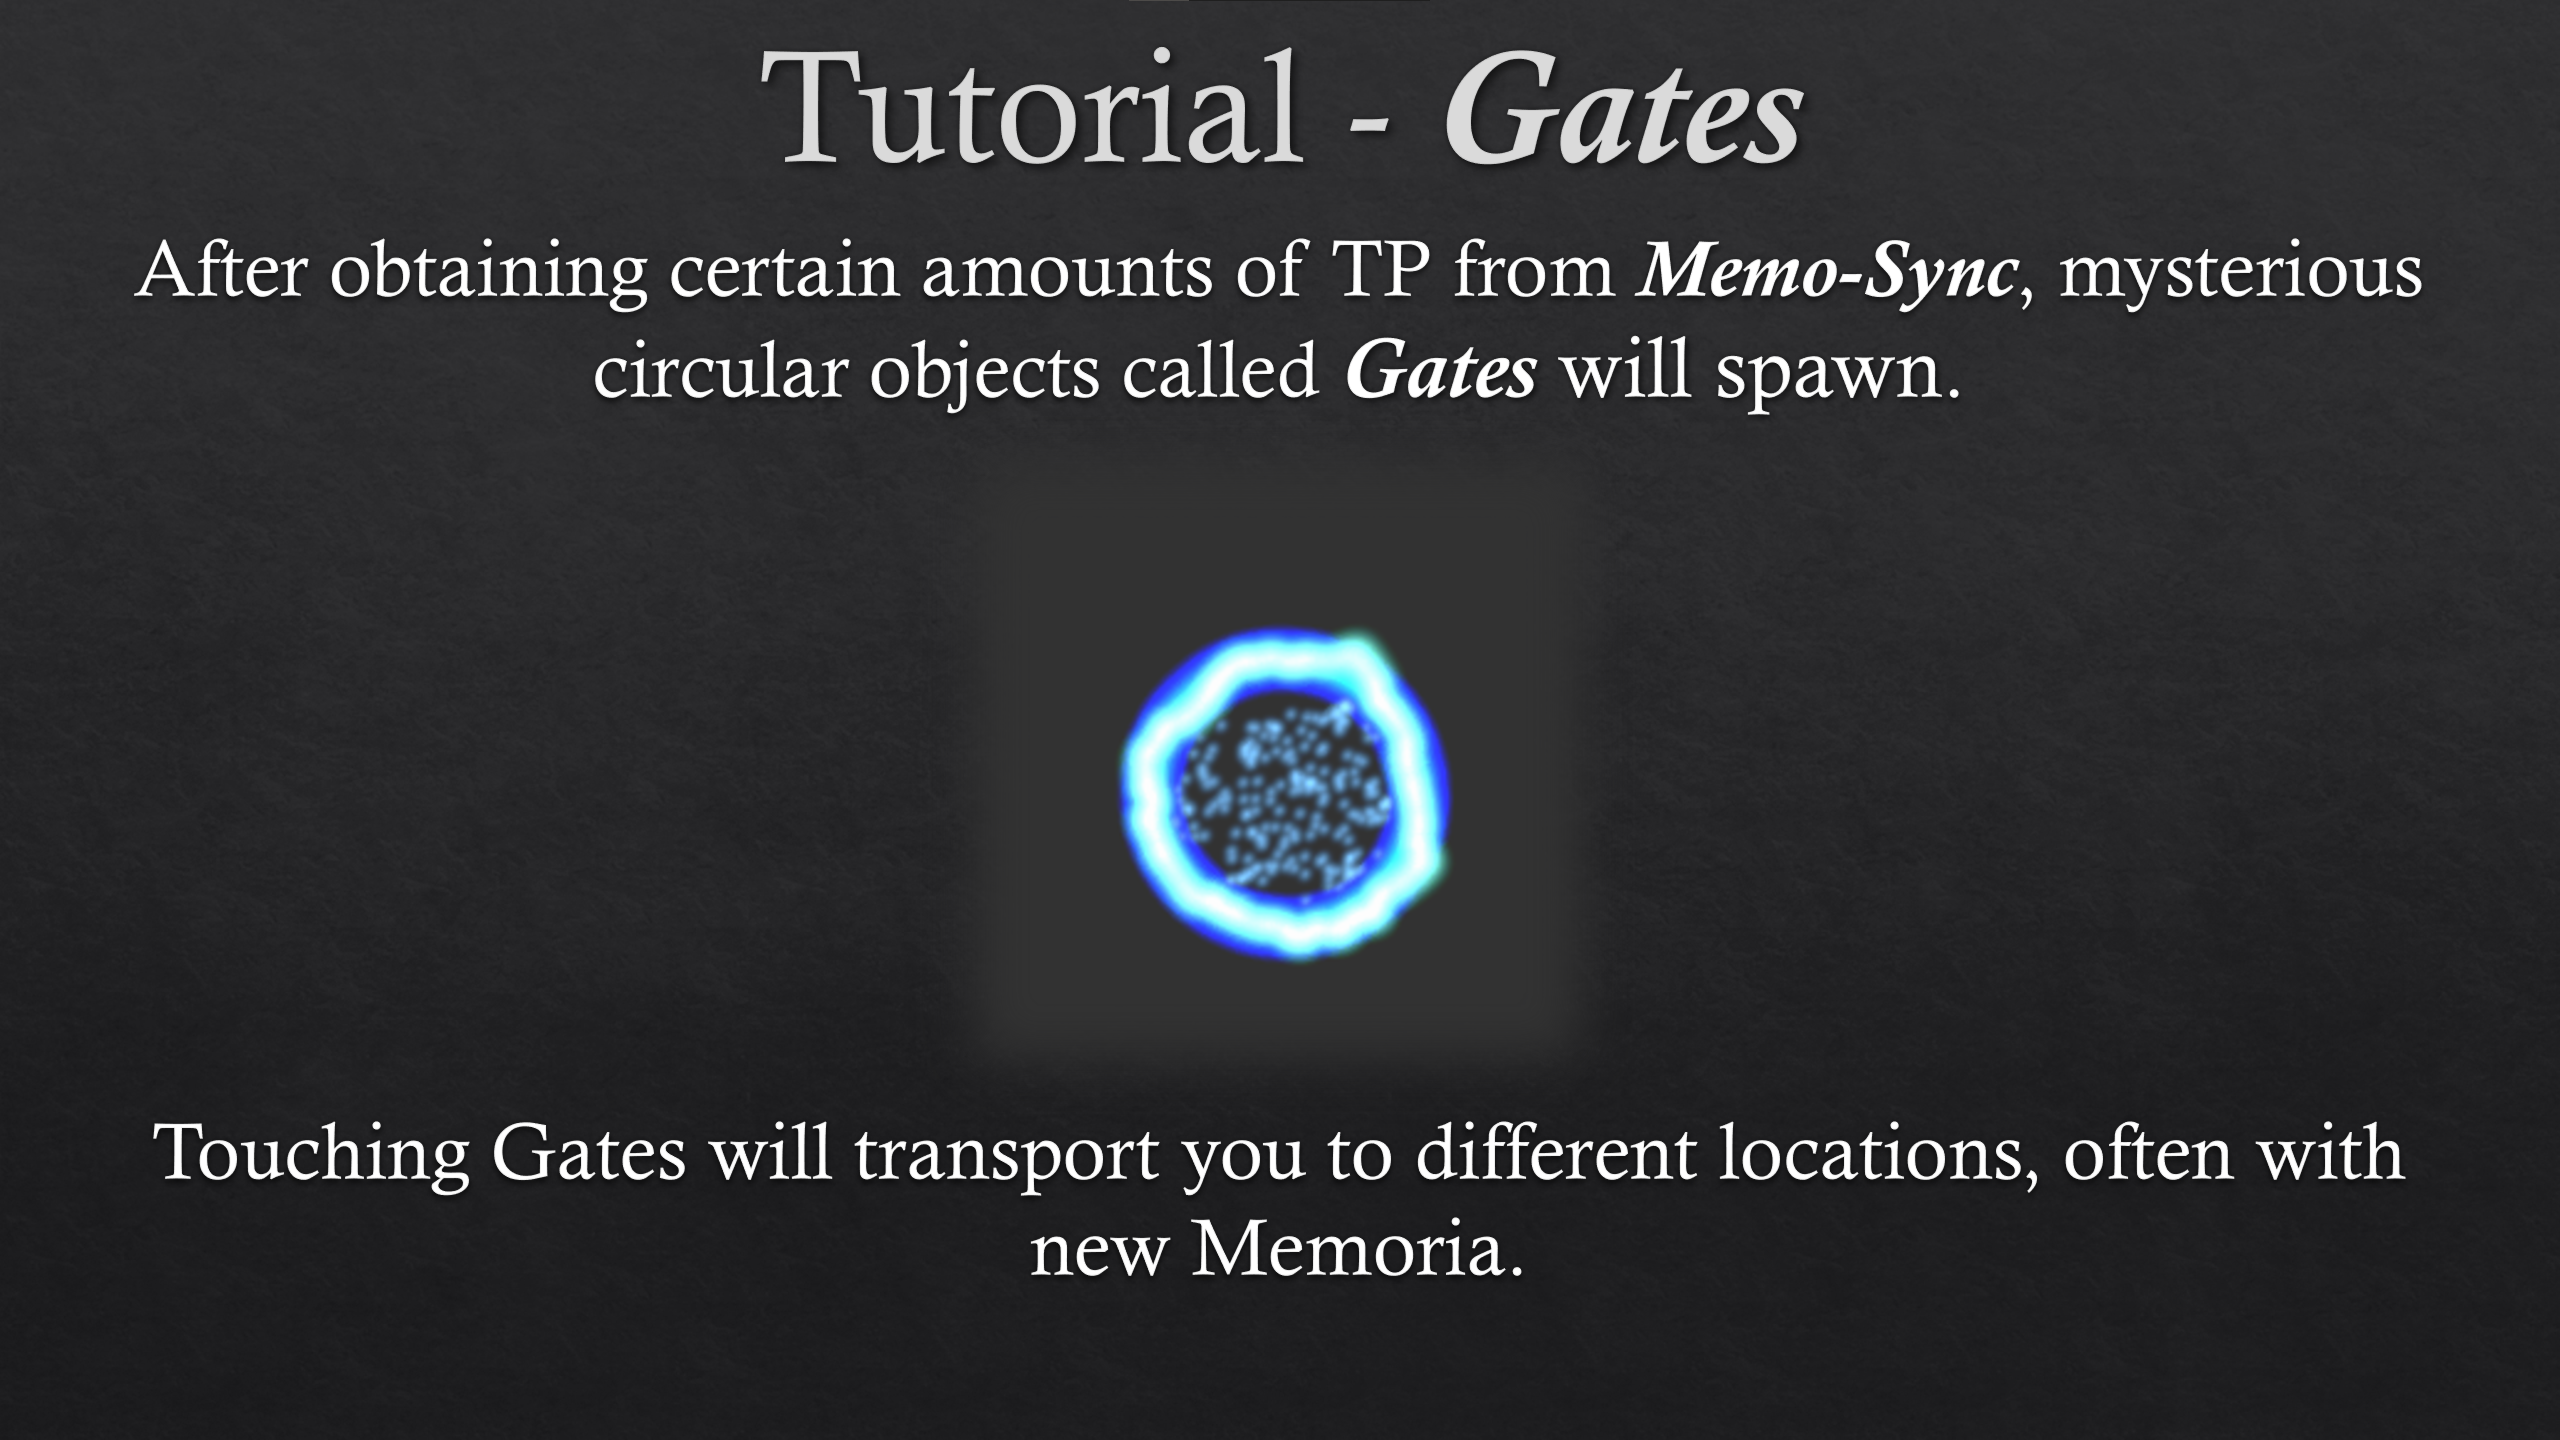 Tutorial - Gates
After obtaining certain amounts of TP from Memo-Sync, mysterious
circular objects called Gates will spawn.
Touching Gates will transport you to different locations, often with
new Memoria.